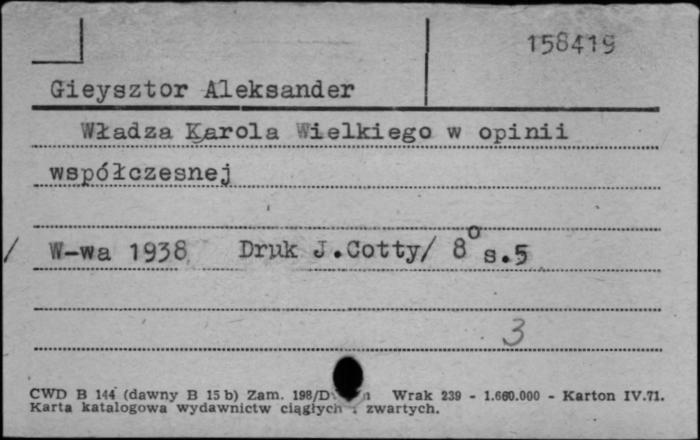 158419
Gieysztor Aleksander
Władza Karola Wielkiego w opinii
współczesnej
/ W-wa 1938 Druk J.Cotty/ 8° s.5
3
CWD B 144 (dawny B 15 b) Zam. 198/D Wrak 239 - 1.660.000 - Karton IV.71.
Karta katalogowa wydawnictw ciągłych i zwartych.